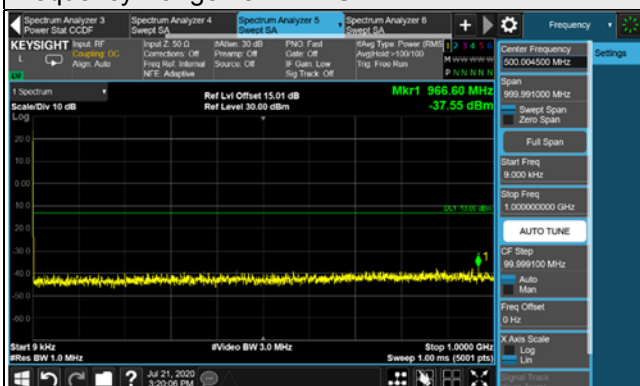 Spectrum Analyzer 3
Power Stat CCDF
Spectrum Analyzer 4
Swept SA
Spectrum Analyzer 5
Swept SA
Spectrum Analyzer 6
Swept SA
Frequency
KEYSIGHT
L
Input: RF
Coupling: DC
Align: Auto
Input Z: 50 Ω
Corrections: Off
Freq Ref: Internal
NFE: Adaptive
#Atten: 30 dB
Preamp: Off
Source: Off
PNO: Fast
Gate: Off
IF Gain: Low
Sig Track: Off
#Avg Type: Power (RMS
Avg|Hold:>100/100
Trig: Free Run
1 2 3 4 5 6
M W W W W W
P N N N N N
1 Spectrum
Scale/Div 10 dB
Log
Ref Lvl Offset 15.01 dB
Ref Level 30.00 dBm
Mkr1 966.60 MHz
-37.55 dBm
20.0
10.0
0.00
-10.0
-20.0
-30.0
-40.0
-50.0
-60.0
DL1 -13.00 dBm
1
Start 9 kHz
#Res BW 1.0 MHz
#Video BW 3.0 MHz
Stop 1.0000 GHz
Sweep 1.00 ms (5001 pts)
Jul 21, 2020
3:20:06 PM
Center Frequency
500.004500 MHz
Settings
Span
999.991000 MHz
Swept Span
Zero Span
Full Span
Start Freq
9.000 kHz
Stop Freq
1.000000000 GHz
AUTO TUNE
CF Step
99.999100 MHz
Auto
Man
Freq Offset
0 Hz
X Axis Scale
Log
Lin
Signal Track